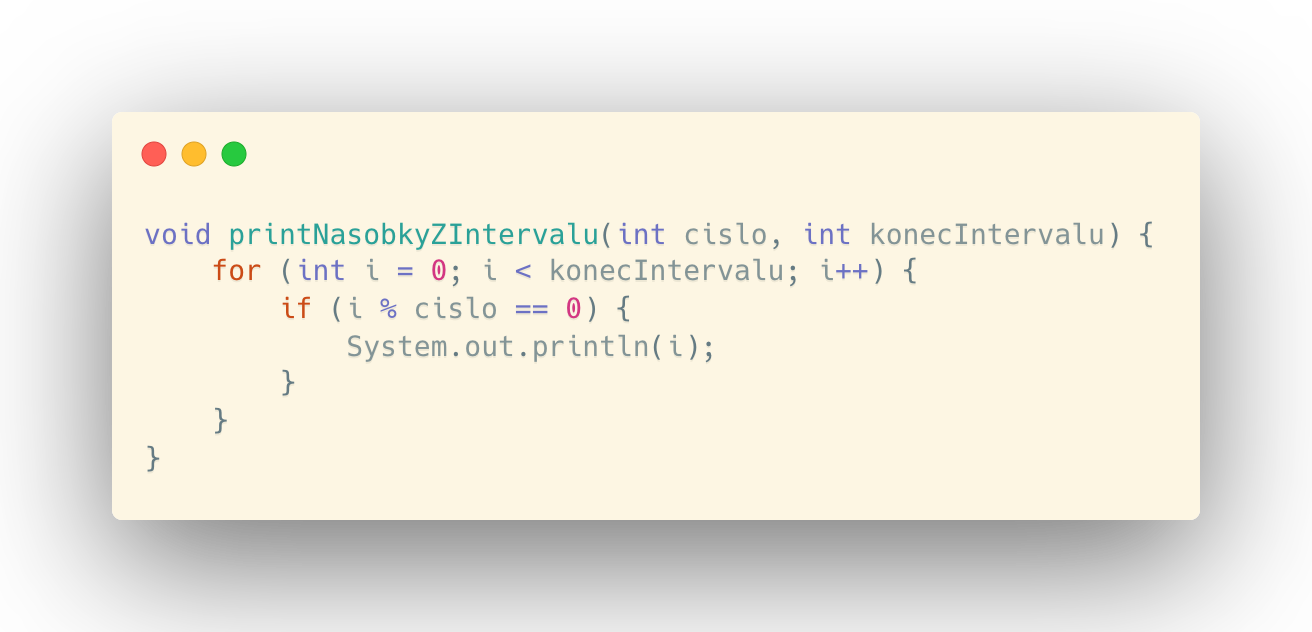 void printNasobkyZIntervalu(int cislo, int konecIntervalu) {
    for (int i = 0; i < konecIntervalu; i++) {
        if (i % cislo == 0) {
            System.out.println(i);
        }
    }
}